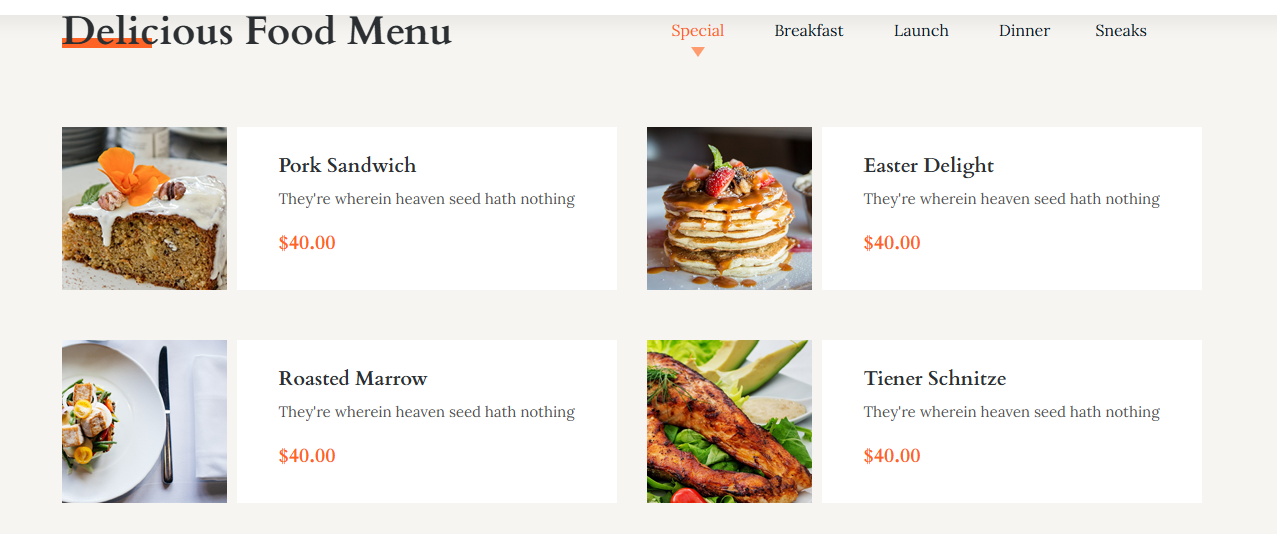 Delicious Food Menu
Special Breakfast Launch Dinner Sneaks
Pork Sandwich
They're wherein heaven seed hath nothing
$40.00
Easter Delight
They're wherein heaven seed hath nothing
$40.00
Roasted Marrow
They're wherein heaven seed hath nothing
$40.00
Tiener Schnitze
They're wherein heaven seed hath nothing
$40.00